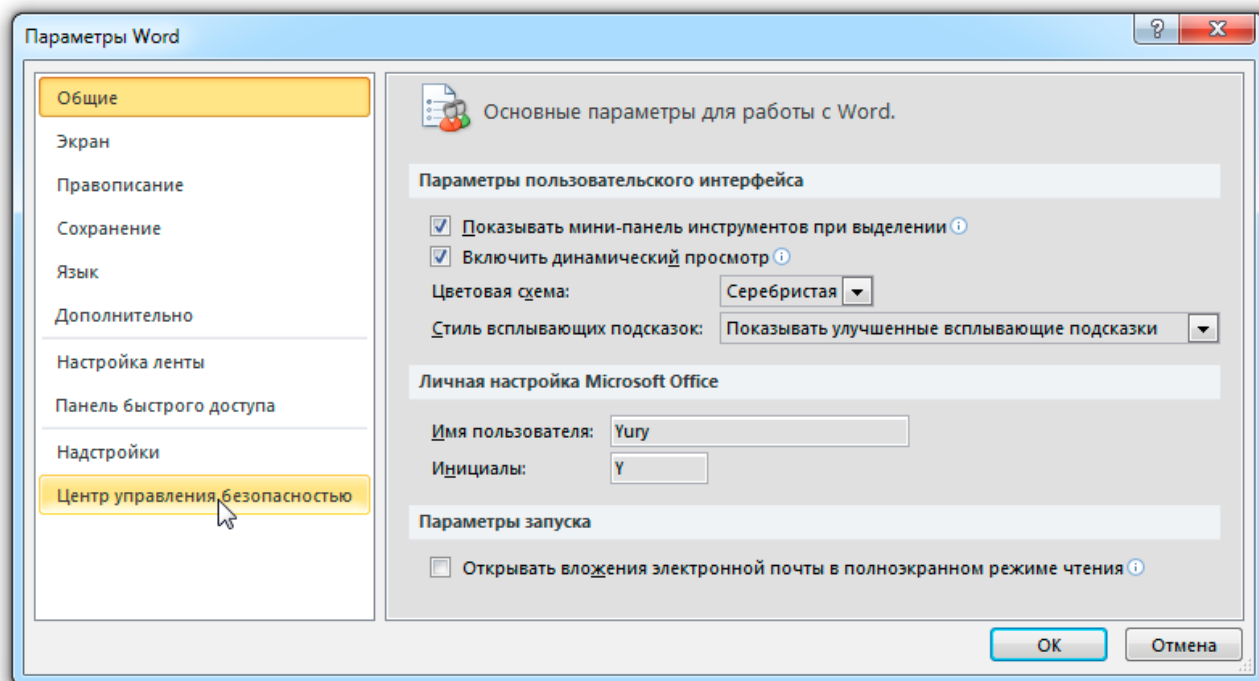 Параметры Word
Общие
Экран
Правописание
Сохранение
Язык
Дополнительно
Настройка ленты
Панель быстрого доступа
Надстройки
Центр управления безопасностью
Основные параметры для работы с Word.
Параметры пользовательского интерфейса
Показывать мини-панель инструментов при выделении
Включить динамический просмотр
Цветовая схема: Серебристая
Стиль всплывающих подсказок: Показывать улучшенные всплывающие подсказки
Личная настройка Microsoft Office
Имя пользователя: Yury
Инициалы: Y
Параметры запуска
Открывать вложения электронной почты в полноэкранном режиме чтения
ОК Отмена